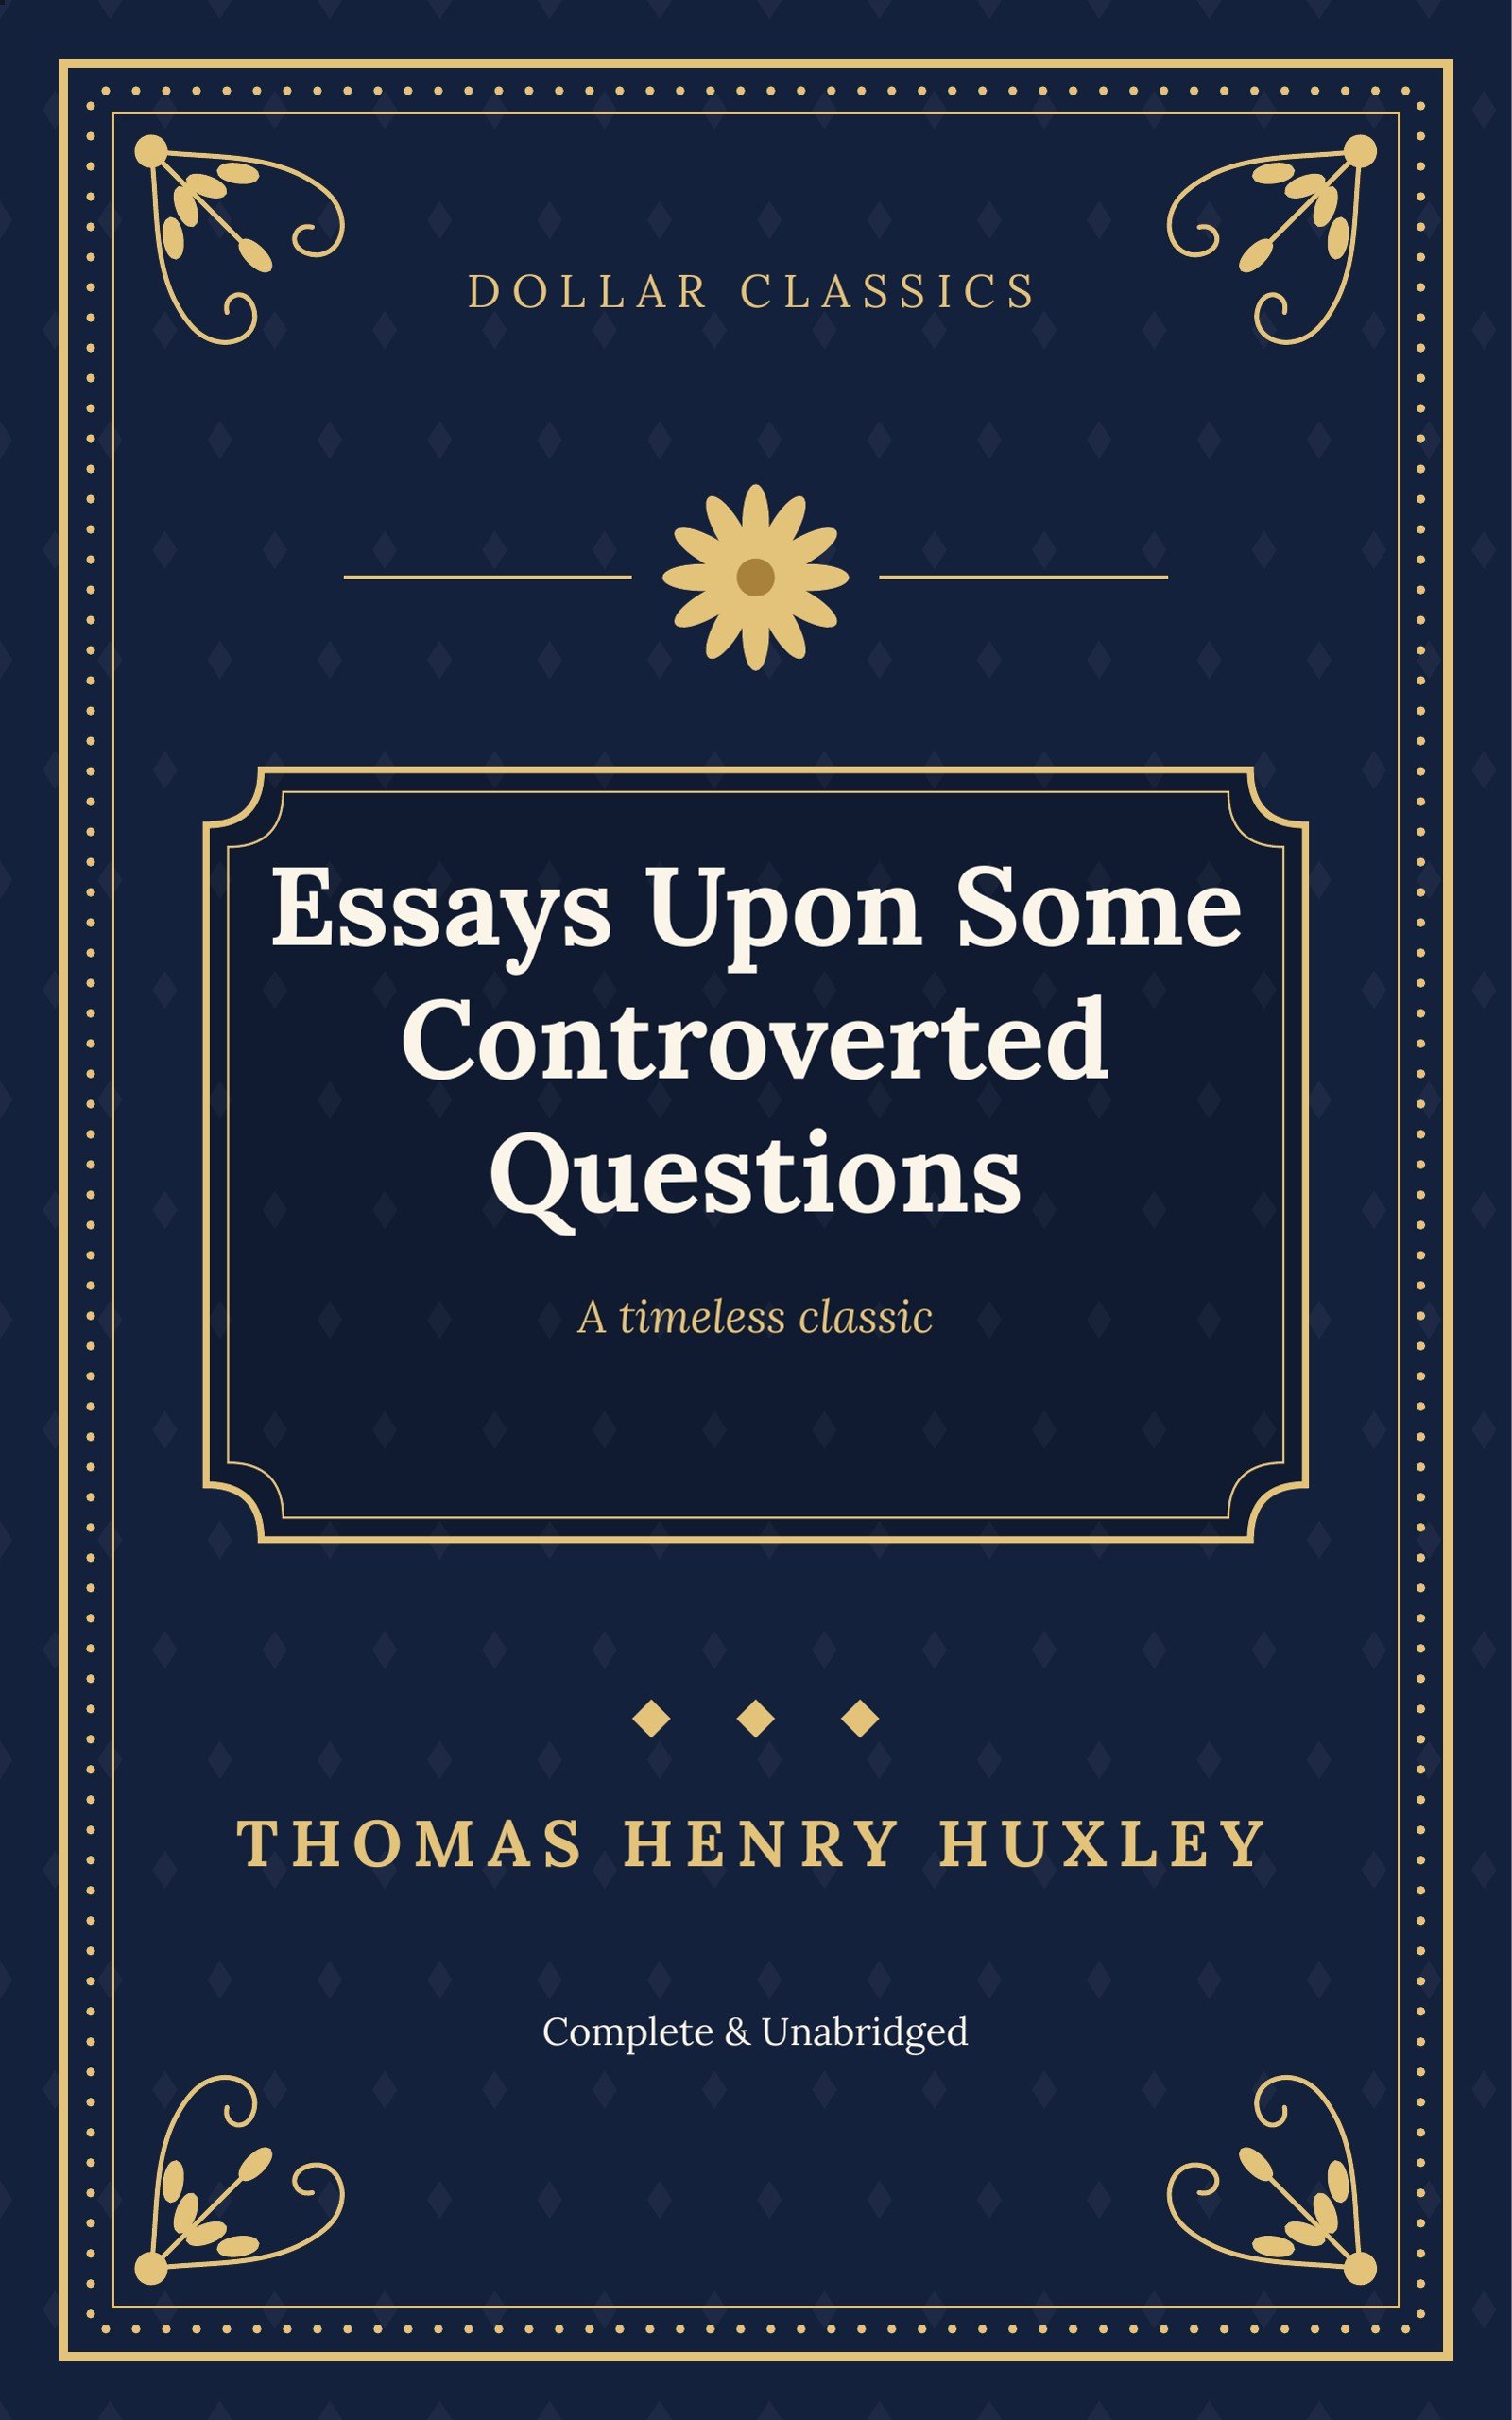 DOLLAR CLASSICS
Essays Upon Some
Controverted
Questions
A timeless classic
THOMAS HENRY HUXLEY
Complete & Unabridged